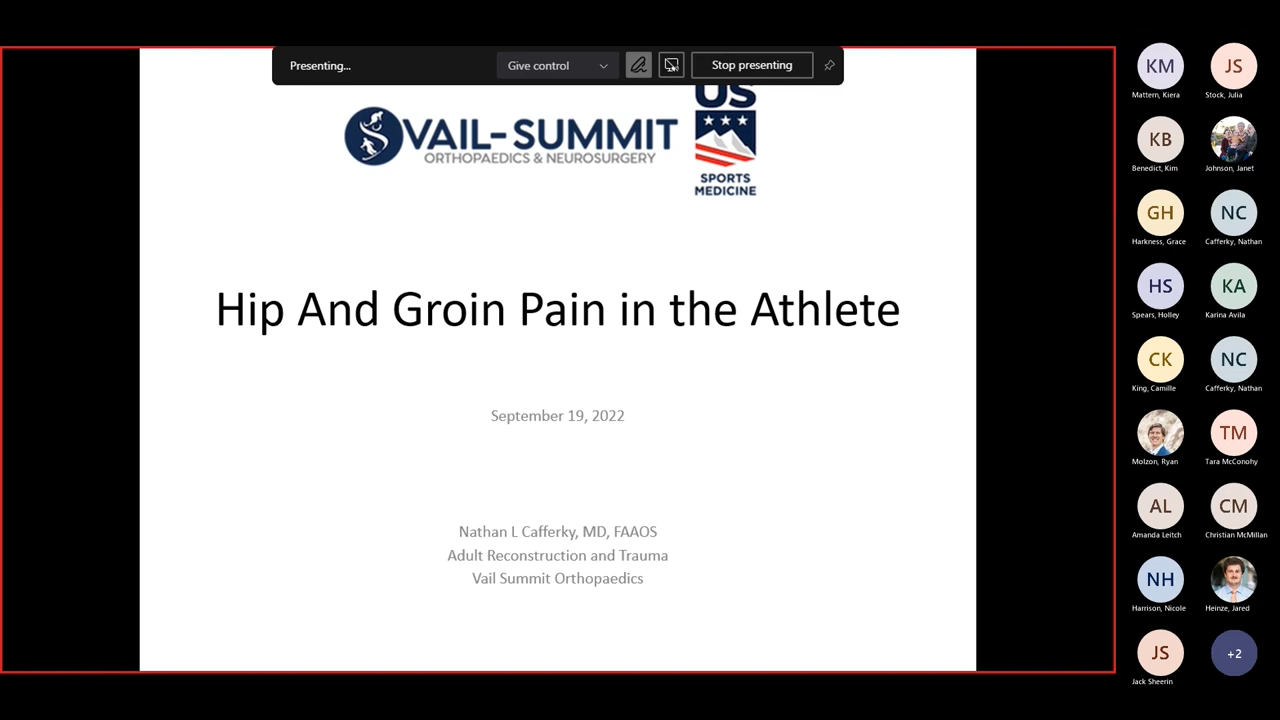 Presenting...
Give control
Stop presenting
US
VAIL-SUMMIT
ORTHOPAEDICS & NEUROSURGERY
SPORTS
MEDICINE
Hip And Groin Pain in the Athlete
September 19, 2022
Nathan L Cafferky, MD, FAAOS
Adult Reconstruction and Trauma
Vail Summit Orthopaedics
KM
JS
Mattern, Kiera
Stock, Julia
KB
Benedict, Kim
Johnson, Janet
GH
NC
Harkness, Grace
Cafferky, Nathan
HS
KA
Spears, Holley
Karina Avila
CK
NC
King, Camille
Cafferky, Nathan
TM
Molzon, Ryan
Tara McConohy
AL
CM
Amanda Leitch
Christian McMillan
NH
Harrison, Nicole
Heinze, Jared
JS
+2
Jack Sheerin